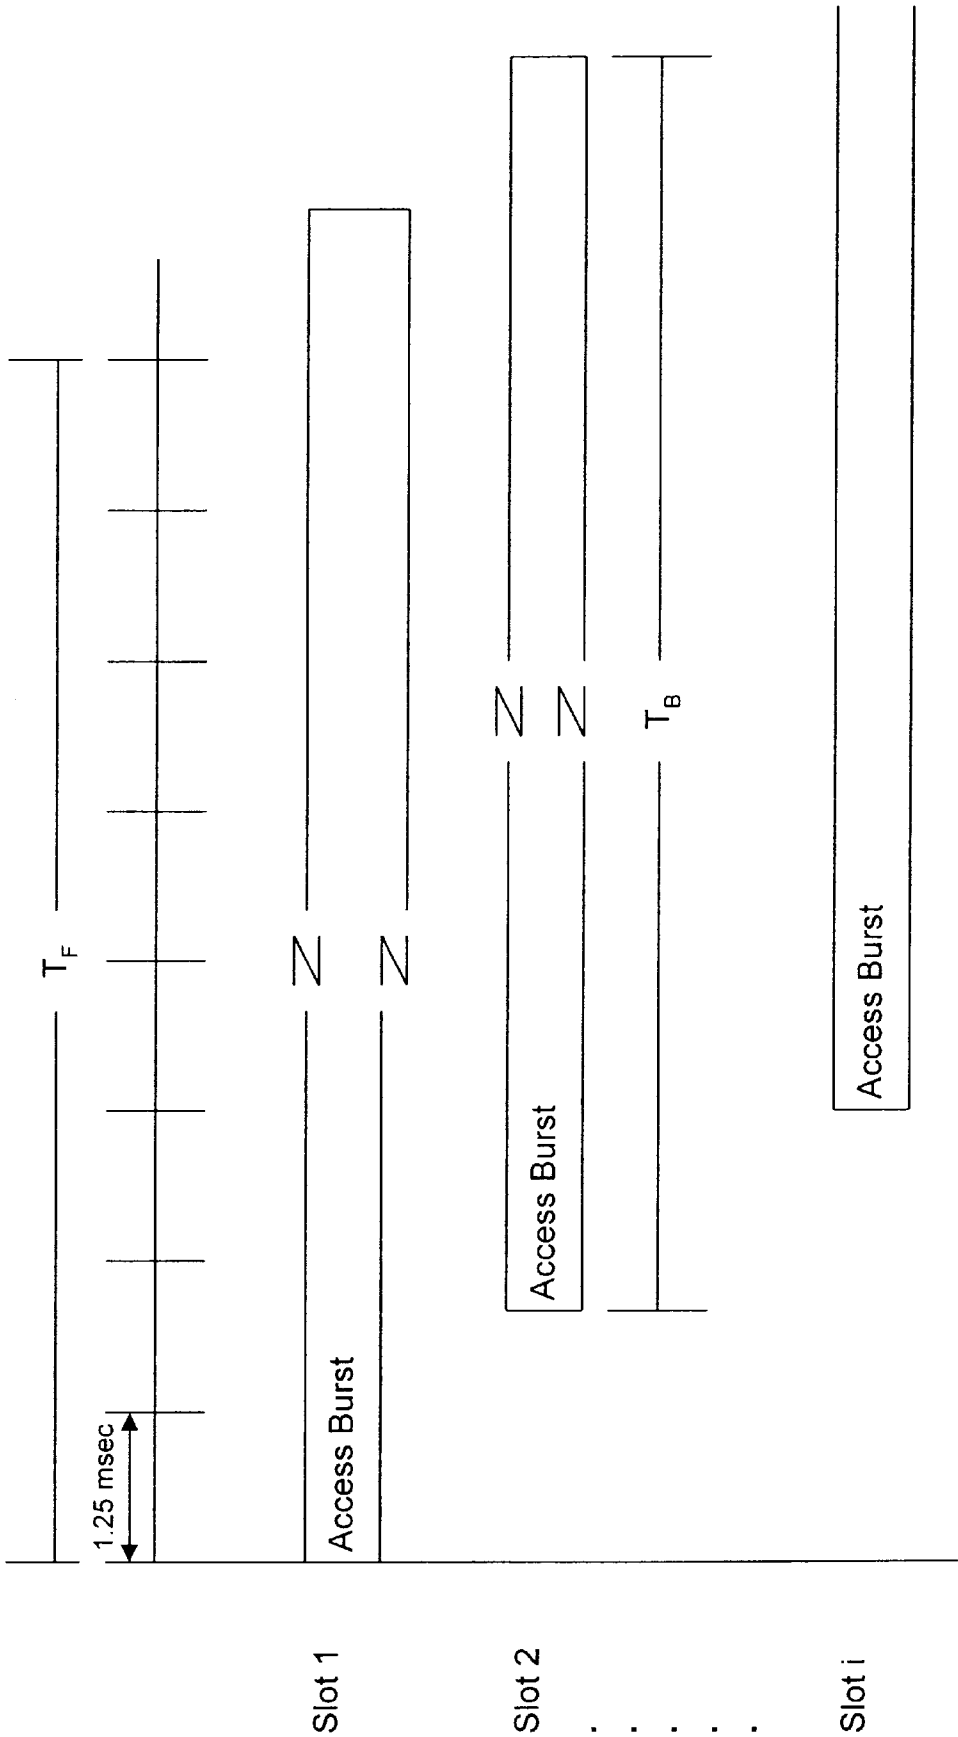 T_F
1.25 msec
Slot 1
Access Burst
Slot 2
Access Burst
T_B
. . . . .
Slot i
Access Burst